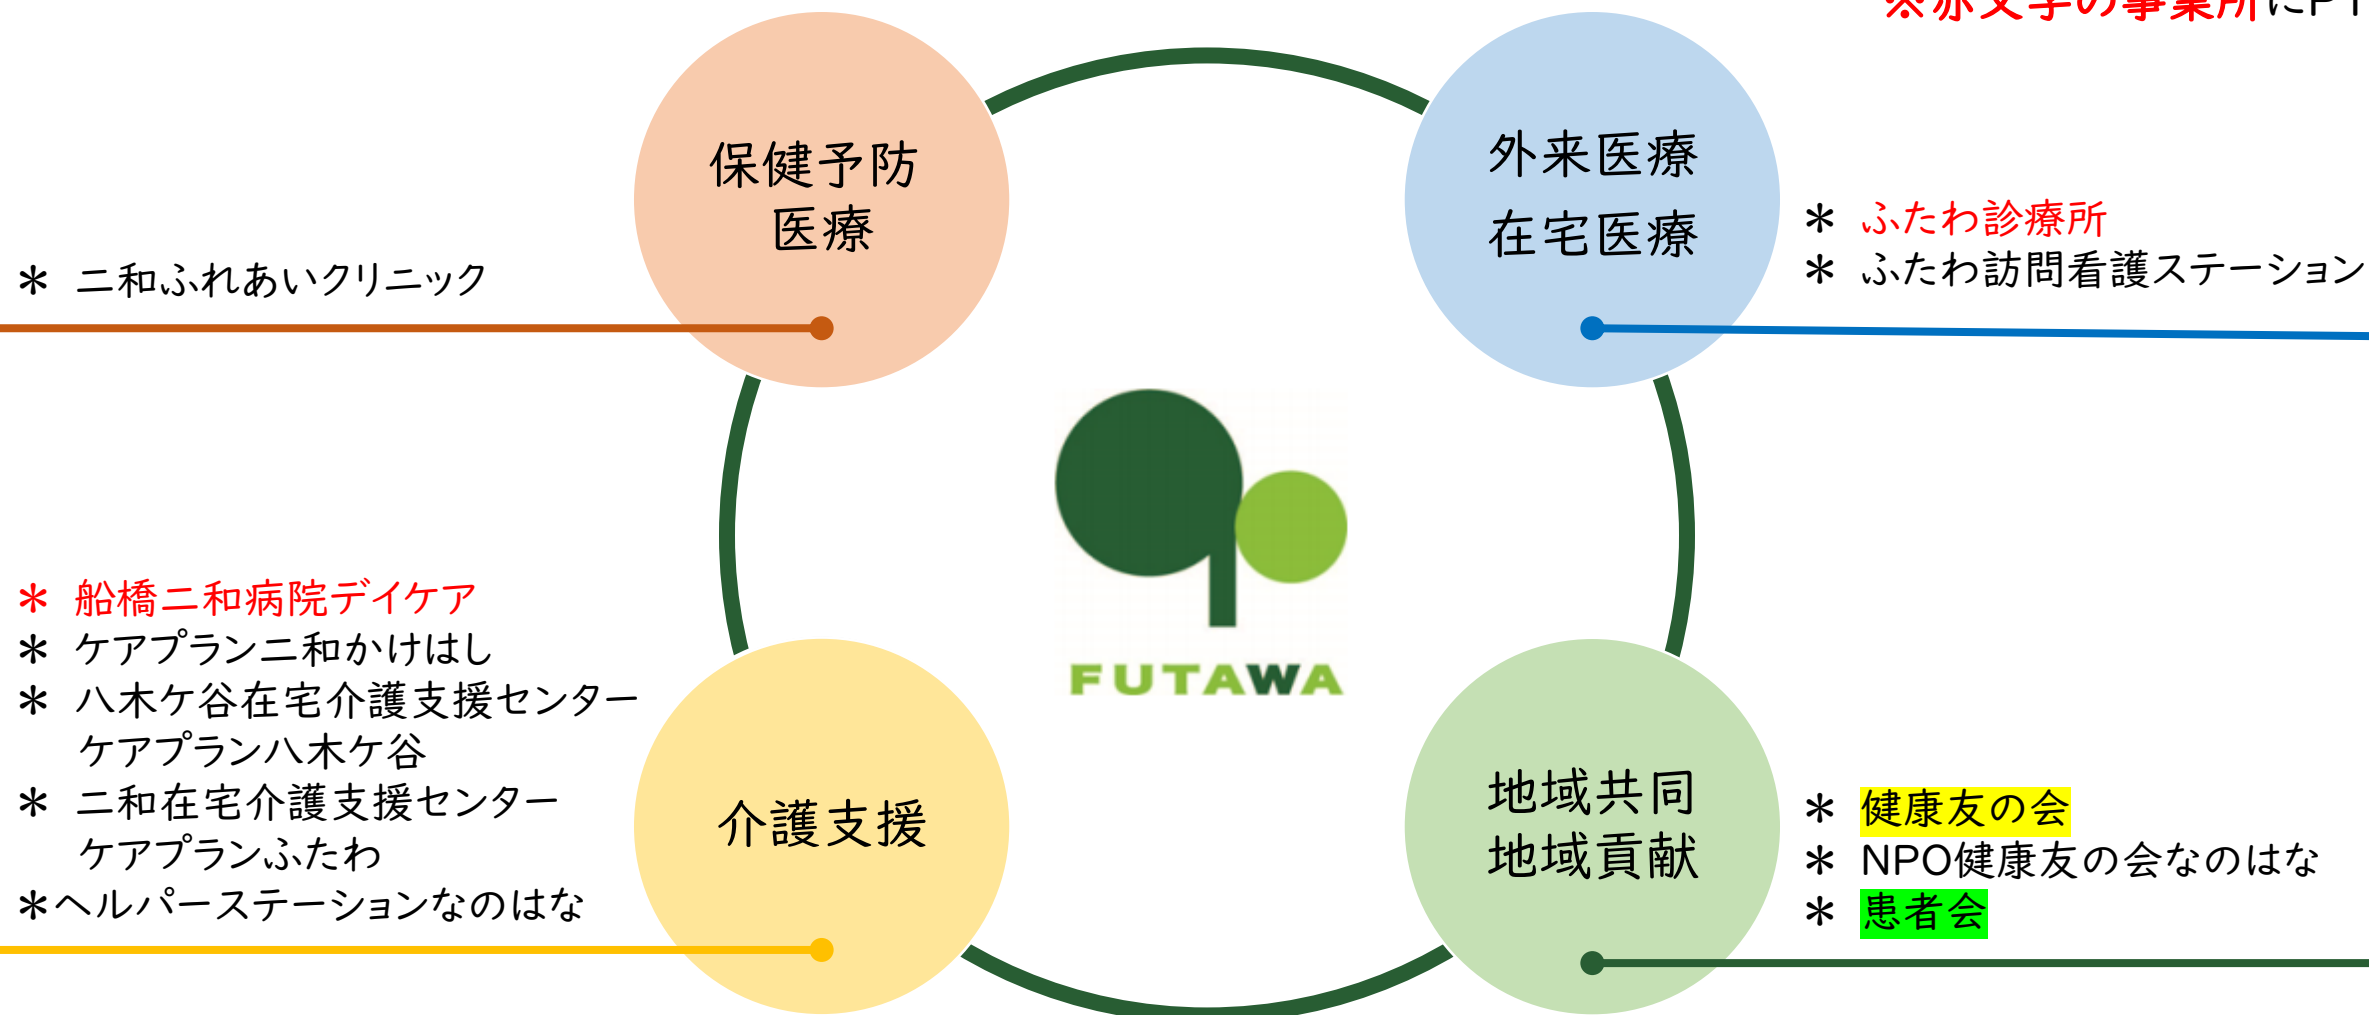 ※赤文字の事業所にPT
保健予防
医療
外来医療
在宅医療
＊ ふたわ診療所
＊ ふたわ訪問看護ステーション
＊ 二和ふれあいクリニック
FUTAWA
＊ 船橋二和病院デイケア
＊ ケアプラン二和かけはし
＊ 八木ケ谷在宅介護支援センター
ケアプラン八木ケ谷
＊ 二和在宅介護支援センター
ケアプランふたわ
＊ヘルパーステーションなのはな
介護支援
地域共同
地域貢献
＊ 健康友の会
＊ NPO健康友の会なのはな
＊ 患者会